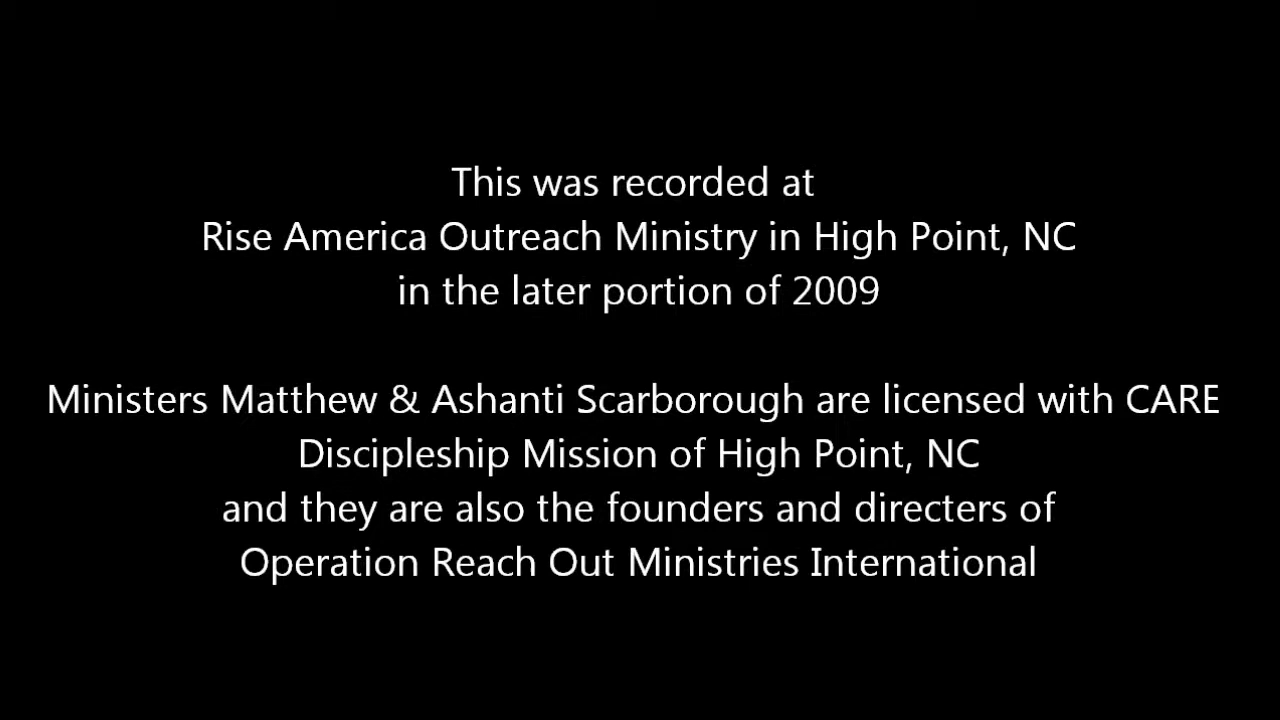 This was recorded at
Rise America Outreach Ministry in High Point, NC
in the later portion of 2009
Ministers Matthew & Ashanti Scarborough are licensed with CARE
Discipleship Mission of High Point, NC
and they are also the founders and directers of
Operation Reach Out Ministries International